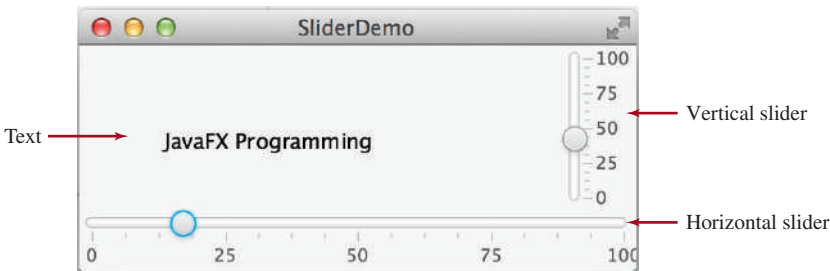 SliderDemo
100
75
Vertical slider
50
Text
JavaFX Programming
25
0
Horizontal slider
0 25 50 75 100